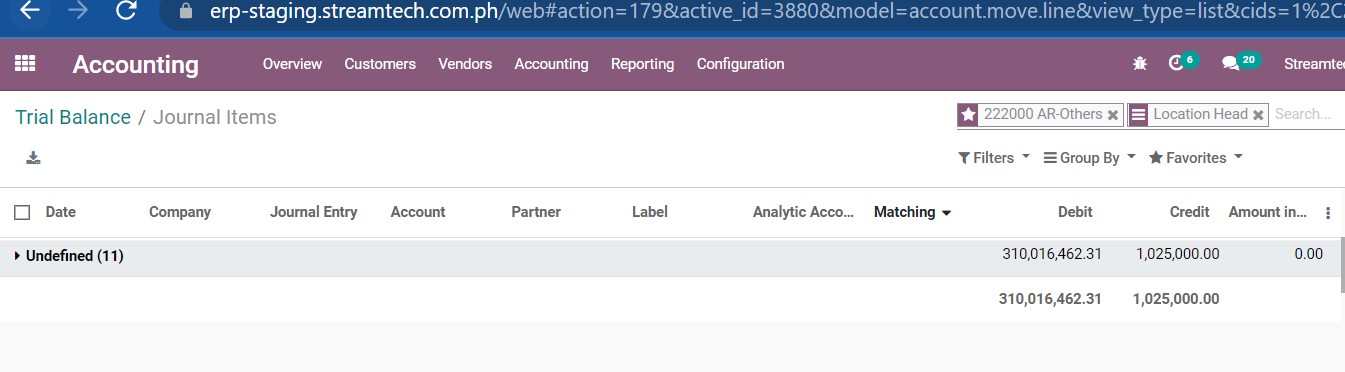 erp-staging.streamtech.com.ph/web#action=179&active_id=3880&model=account.move.line&view_type=list&cids=1%2C
Accounting Overview Customers Vendors Accounting Reporting Configuration 6 20 Streamte
Trial Balance / Journal Items 222000 AR-Others Location Head Search...
Filters Group By Favorites
Date Company Journal Entry Account Partner Label Analytic Acco... Matching Debit Credit Amount in...
Undefined (11) 310,016,462.31 1,025,000.00 0.00
310,016,462.31 1,025,000.00